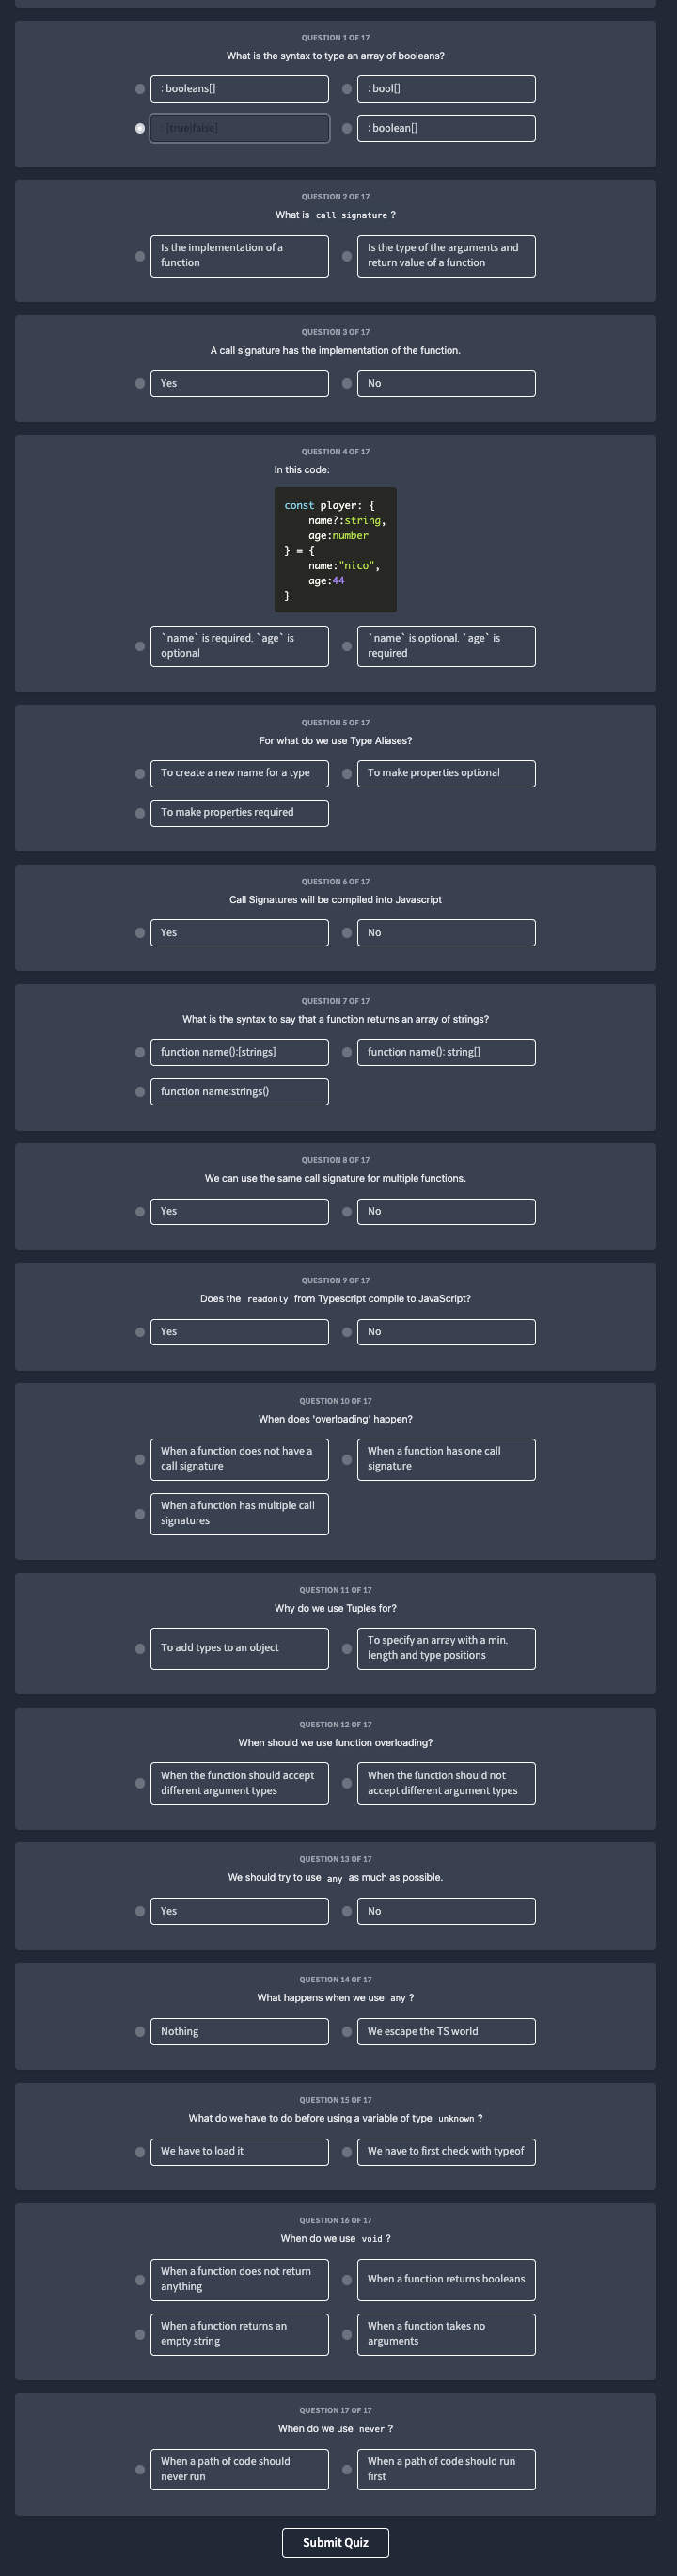 QUESTION 1 OF 17
What is the syntax to type an array of booleans?
: booleans[]
: bool[]
: [true|false]
: boolean[]
QUESTION 2 OF 17
What is call signature ?
Is the implementation of a
function
Is the type of the arguments and
return value of a function
QUESTION 3 OF 17
A call signature has the implementation of the function.
Yes
No
QUESTION 4 OF 17
In this code:
const player: {
name?:string,
age:number
} = {
name:"nico",
age:44
}
`name` is required. `age` is
optional
`name` is optional. `age` is
required
QUESTION 5 OF 17
For what do we use Type Aliases?
To create a new name for a type
To make properties optional
To make properties required
QUESTION 6 OF 17
Call Signatures will be compiled into Javascript
Yes
No
QUESTION 7 OF 17
What is the syntax to say that a function returns an array of strings?
function name():[strings]
function name(): string[]
function name:strings()
QUESTION 8 OF 17
We can use the same call signature for multiple functions.
Yes
No
QUESTION 9 OF 17
Does the readonly from Typescript compile to JavaScript?
Yes
No
QUESTION 10 OF 17
When does 'overloading' happen?
When a function does not have a
call signature
When a function has one call
signature
When a function has multiple call
signatures
QUESTION 11 OF 17
Why do we use Tuples for?
To add types to an object
To specify an array with a min.
length and type positions
QUESTION 12 OF 17
When should we use function overloading?
When the function should accept
different argument types
When the function should not
accept different argument types
QUESTION 13 OF 17
We should try to use any as much as possible.
Yes
No
QUESTION 14 OF 17
What happens when we use any ?
Nothing
We escape the TS world
QUESTION 15 OF 17
What do we have to do before using a variable of type unknown ?
We have to load it
We have to first check with typeof
QUESTION 16 OF 17
When do we use void ?
When a function does not return
anything
When a function returns booleans
When a function returns an
empty string
When a function takes no
arguments
QUESTION 17 OF 17
When do we use never ?
When a path of code should
never run
When a path of code should run
first
Submit Quiz